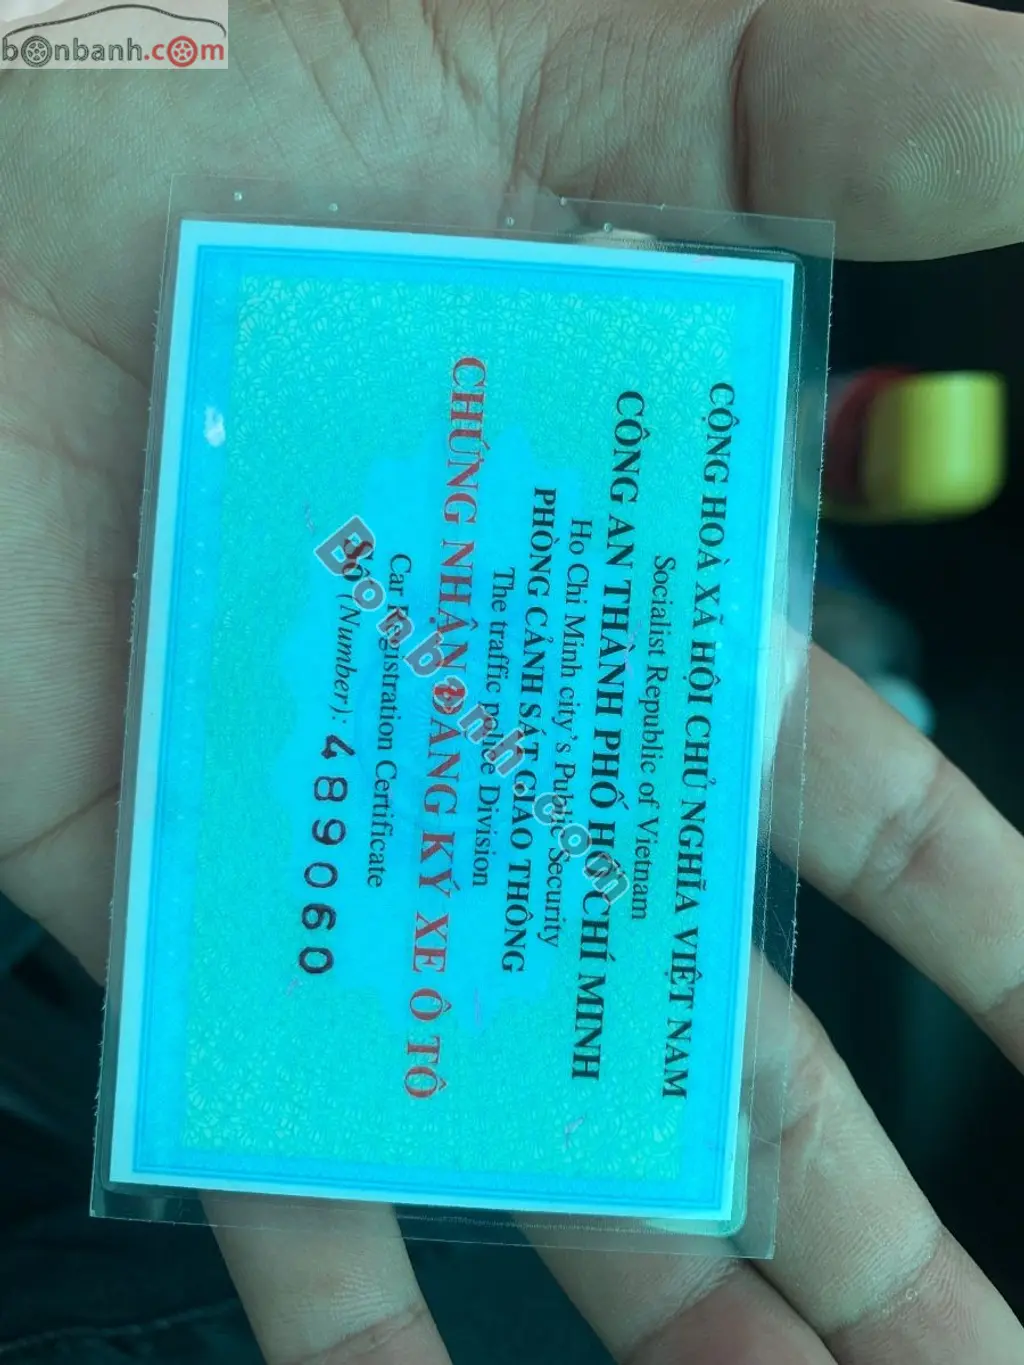 bonbanh.com
CỘNG HOÀ XÃ HỘI CHỦ NGHĨA VIỆT NAM
Socialist Republic of Vietnam
CÔNG AN THÀNH PHỐ HỒ CHÍ MINH
Ho Chi Minh city's Public Security
PHÒNG CẢNH SÁT GIAO THÔNG
The traffic police Division
CHỨNG NHẬN ĐĂNG KÝ XE Ô TÔ
Car Registration Certificate
Số (Number): 489060
Bonbanh.com